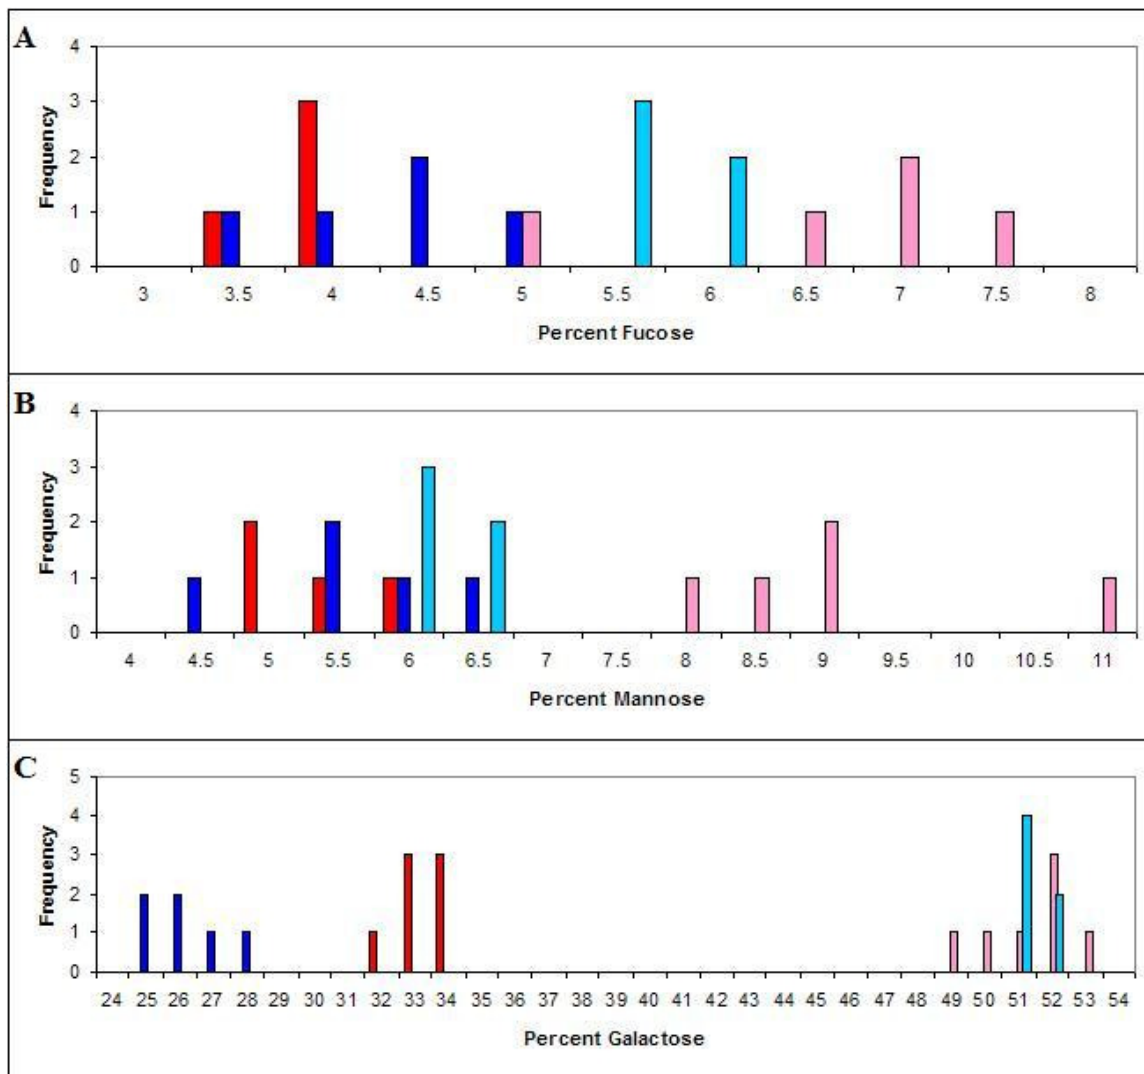 A
Frequency
4
3
2
1
0
3 3.5 4 4.5 5 5.5 6 6.5 7 7.5 8
Percent Fucose
B
Frequency
4
3
2
1
0
4 4.5 5 5.5 6 6.5 7 7.5 8 8.5 9 9.5 10 10.5 11
Percent Mannose
C
Frequency
5
4
3
2
1
0
24 25 26 27 28 29 30 31 32 33 34 35 36 37 38 39 40 41 42 43 44 45 46 47 48 49 50 51 52 53 54
Percent Galactose